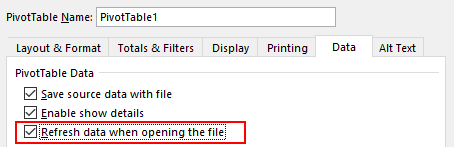 PivotTable Name: PivotTable1
Layout & Format Totals & Filters Display Printing Data Alt Text
PivotTable Data
Save source data with file
Enable show details
Refresh data when opening the file